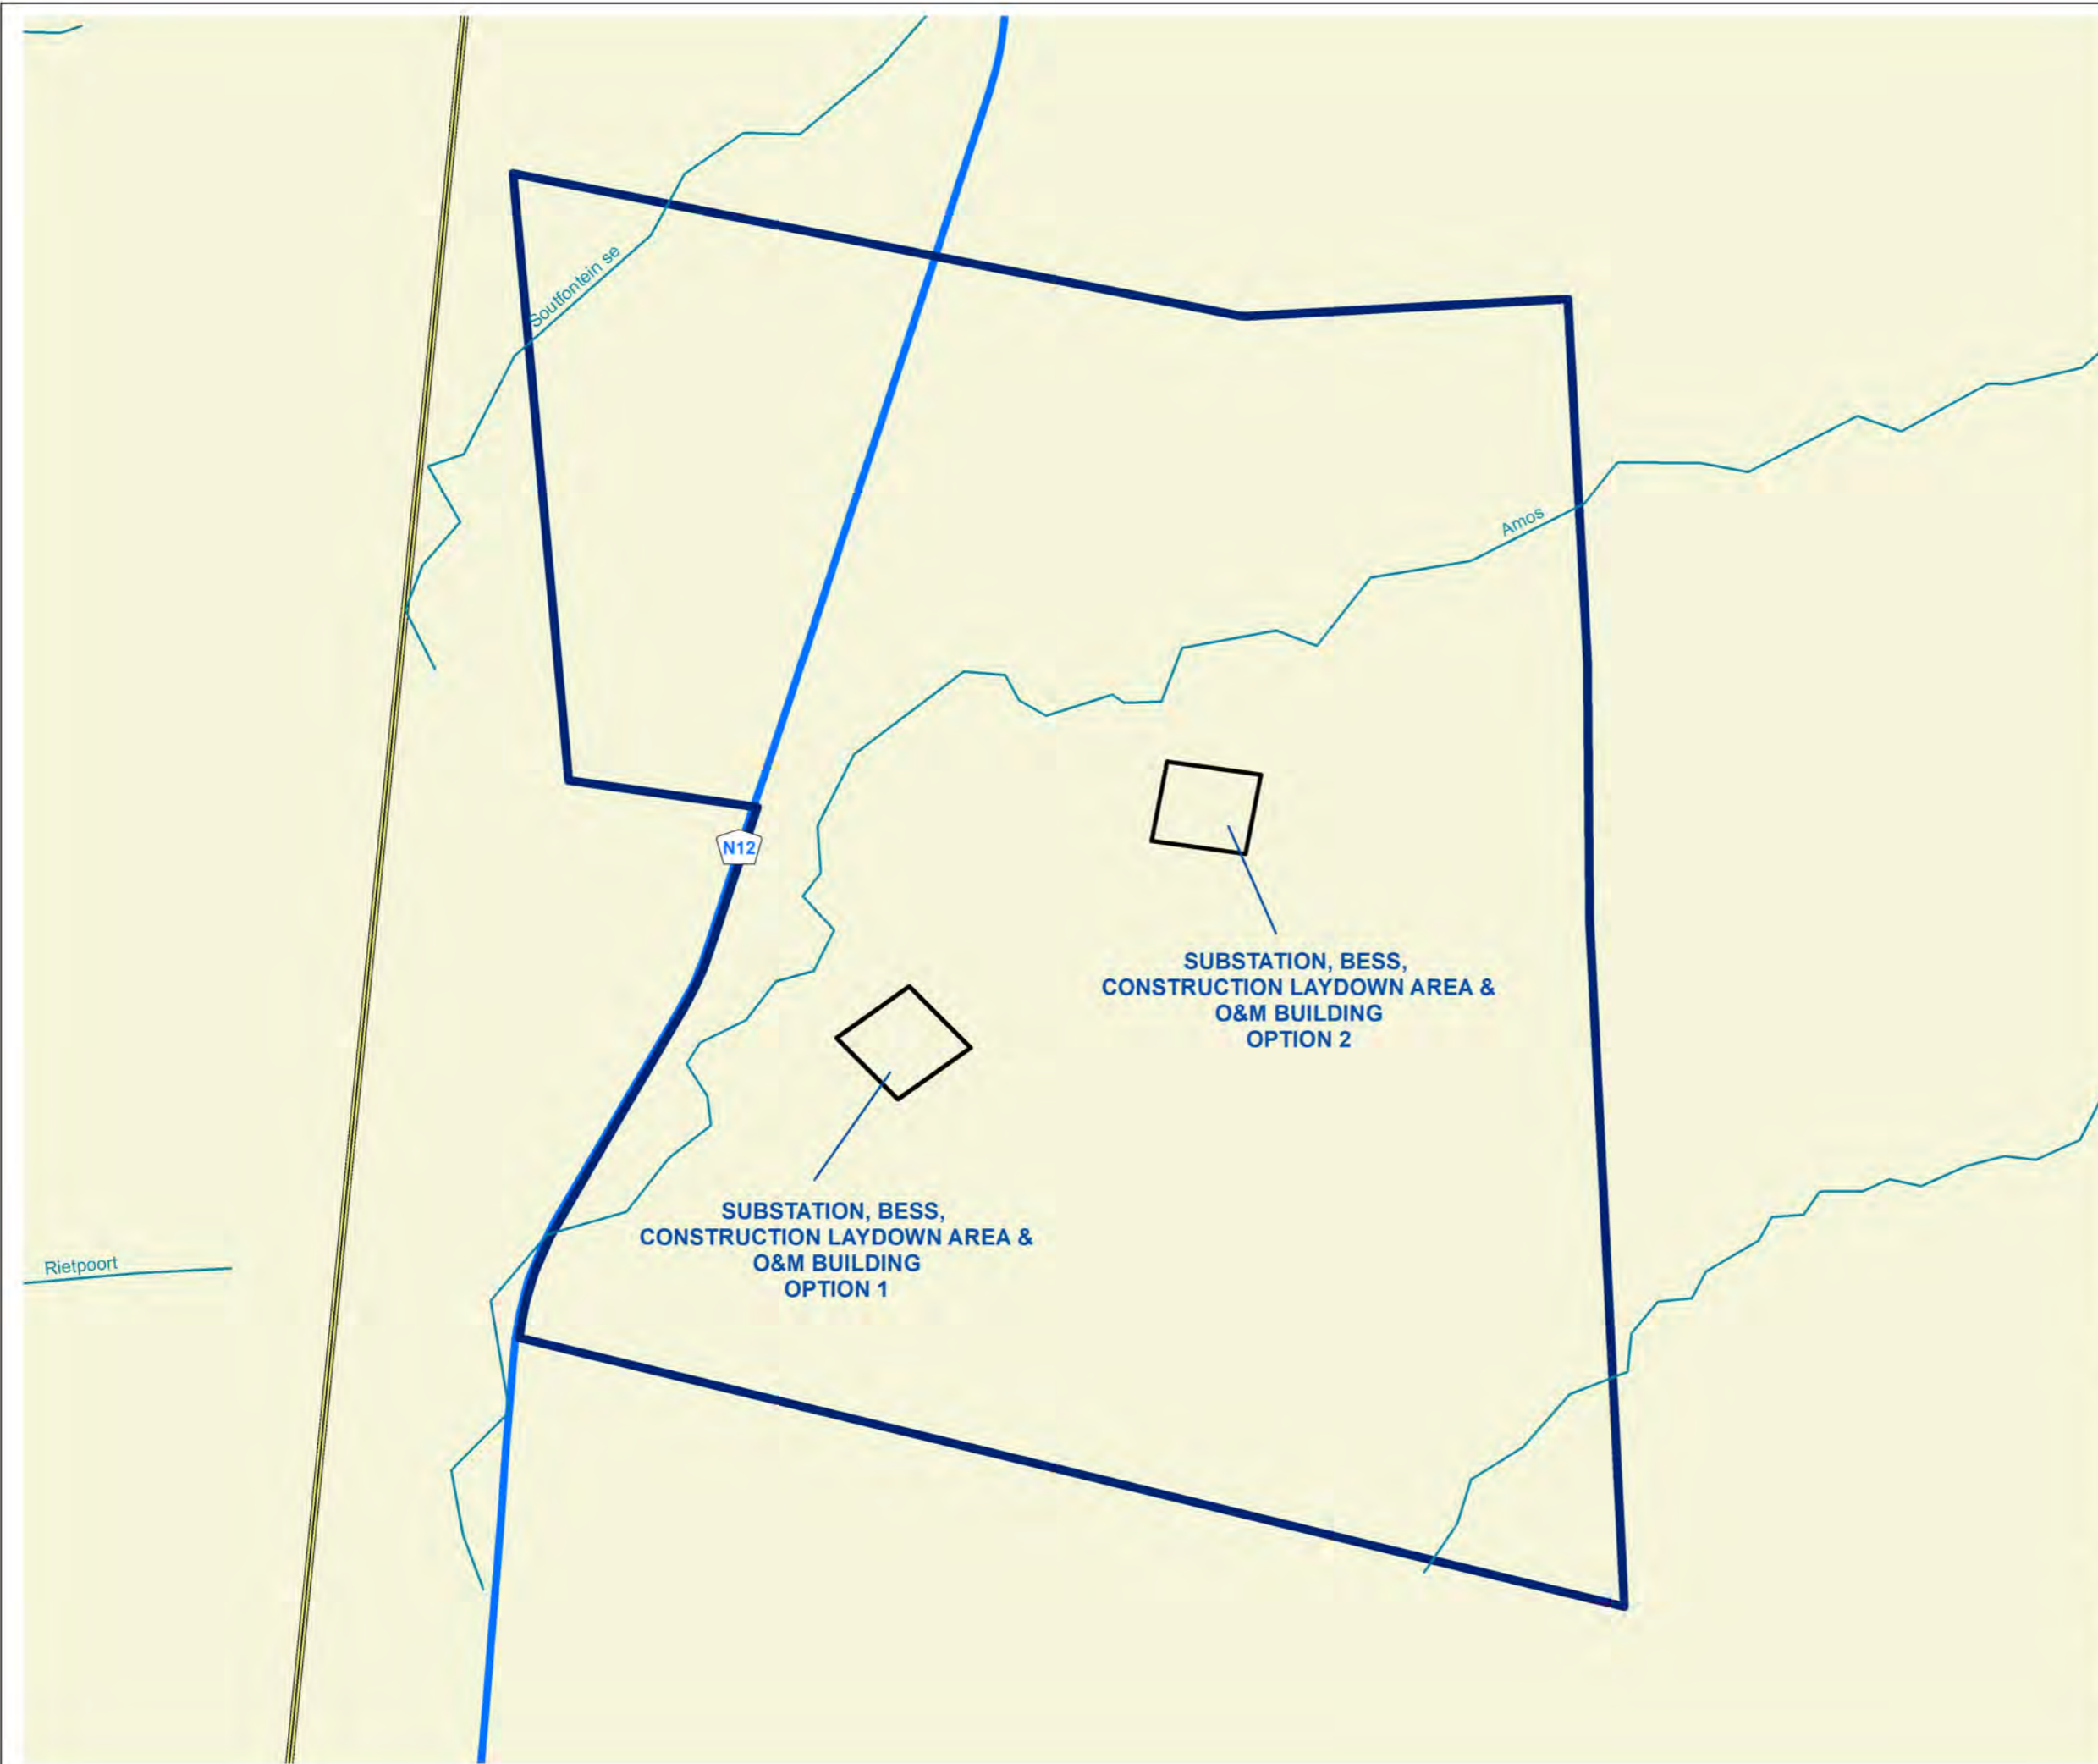 Soutfontein se
Amos
N12
SUBSTATION, BESS,
CONSTRUCTION LAYDOWN AREA &
O&M BUILDING
OPTION 2
SUBSTATION, BESS,
CONSTRUCTION LAYDOWN AREA &
O&M BUILDING
OPTION 1
Rietpoort